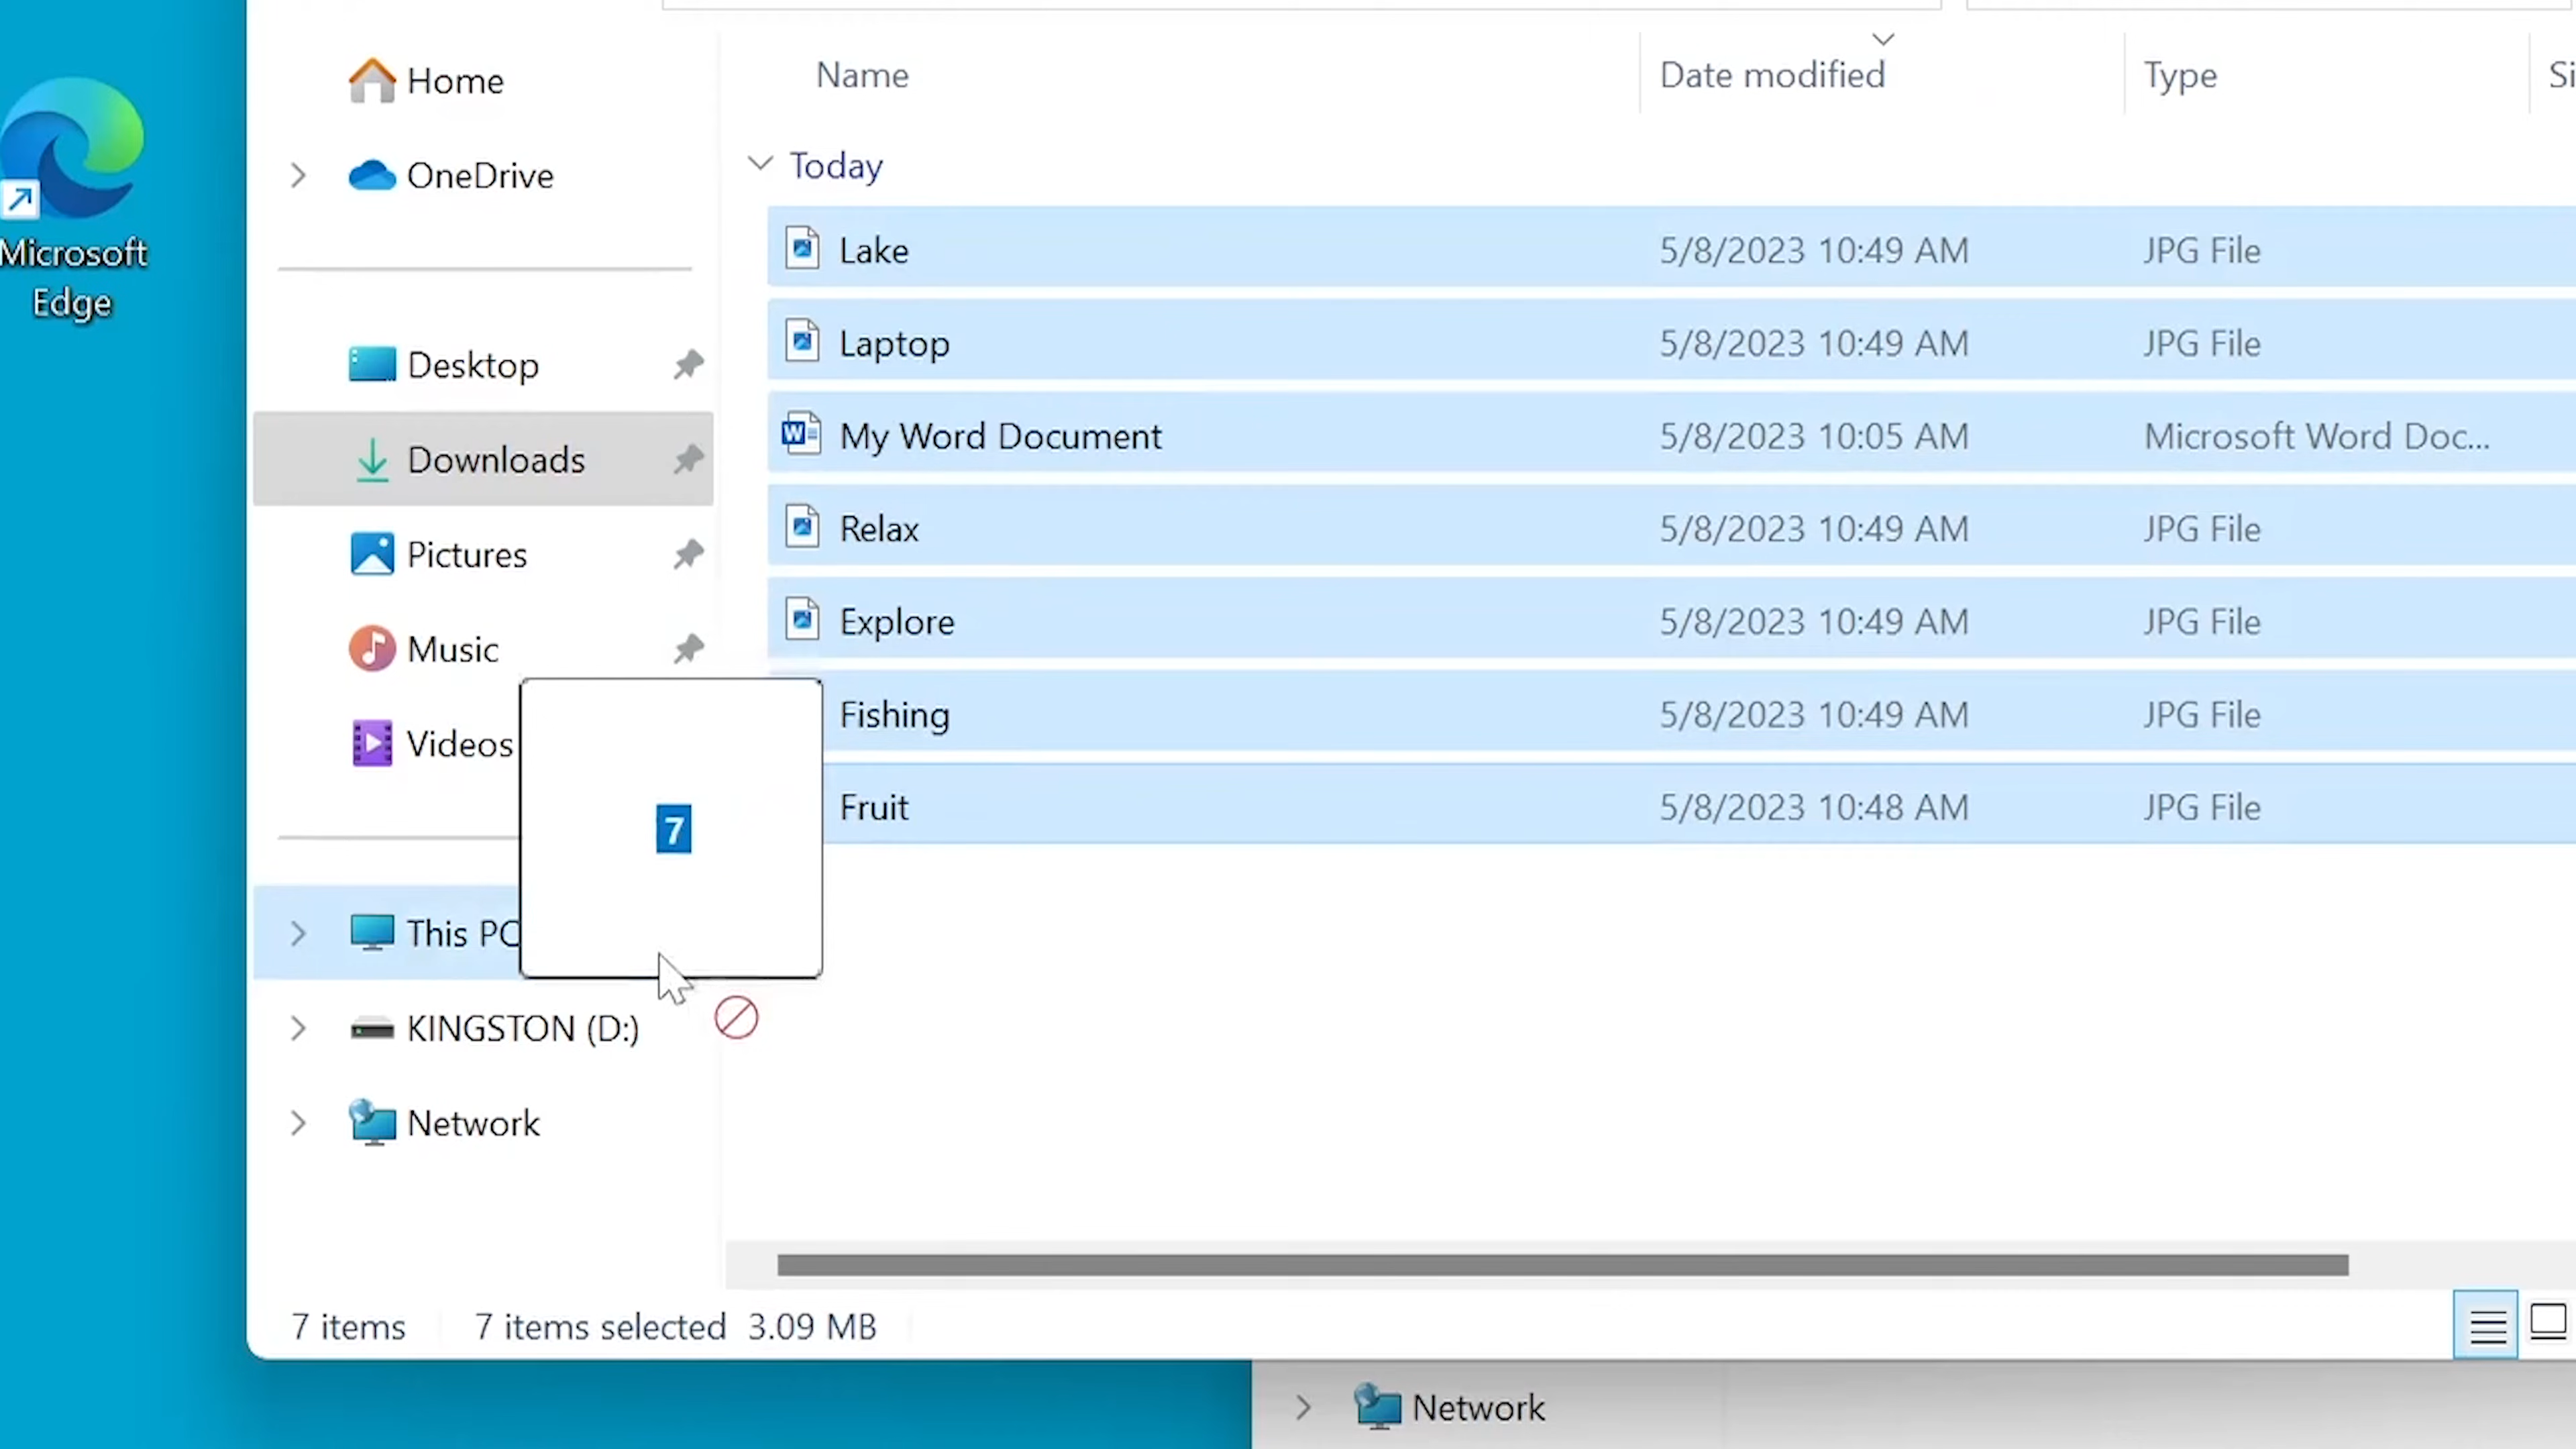 Microsoft
Edge
Home
OneDrive
Desktop
Downloads
Pictures
Music
Videos
This PC
KINGSTON (D:)
Network
Name Date modified Type Si
Today
Lake 5/8/2023 10:49 AM JPG File
Laptop 5/8/2023 10:49 AM JPG File
My Word Document 5/8/2023 10:05 AM Microsoft Word Doc...
Relax 5/8/2023 10:49 AM JPG File
Explore 5/8/2023 10:49 AM JPG File
Fishing 5/8/2023 10:49 AM JPG File
Fruit 5/8/2023 10:48 AM JPG File
7
7 items 7 items selected 3.09 MB
Network